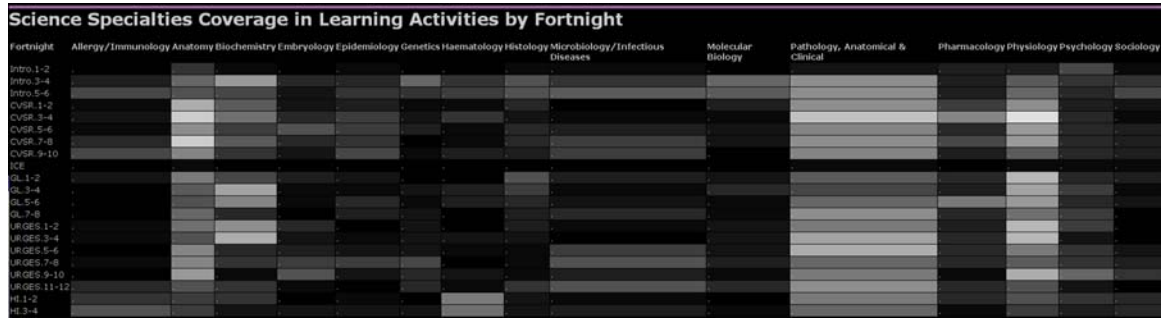 Science Specialties Coverage in Learning Activities by Fortnight
Fortnight Allergy/Immunology Anatomy Biochemistry Embryology Epidemiology Genetics Haematology Histology Microbiology/Infectious Diseases Molecular Biology Pathology, Anatomical & Clinical Pharmacology Physiology Psychology Sociology
Intro.1-2
Intro.3-4
Intro.5-6
CVSR.1-2
CVSR.3-4
CVSR.5-6
CVSR.7-8
CVSR.9-10
ICE
GL.1-2
GL.3-4
GL.5-6
GL.7-8
URGES.1-2
URGES.3-4
URGES.5-6
URGES.7-8
URGES.9-10
URGES.11-12
HI.1-2
HI.3-4